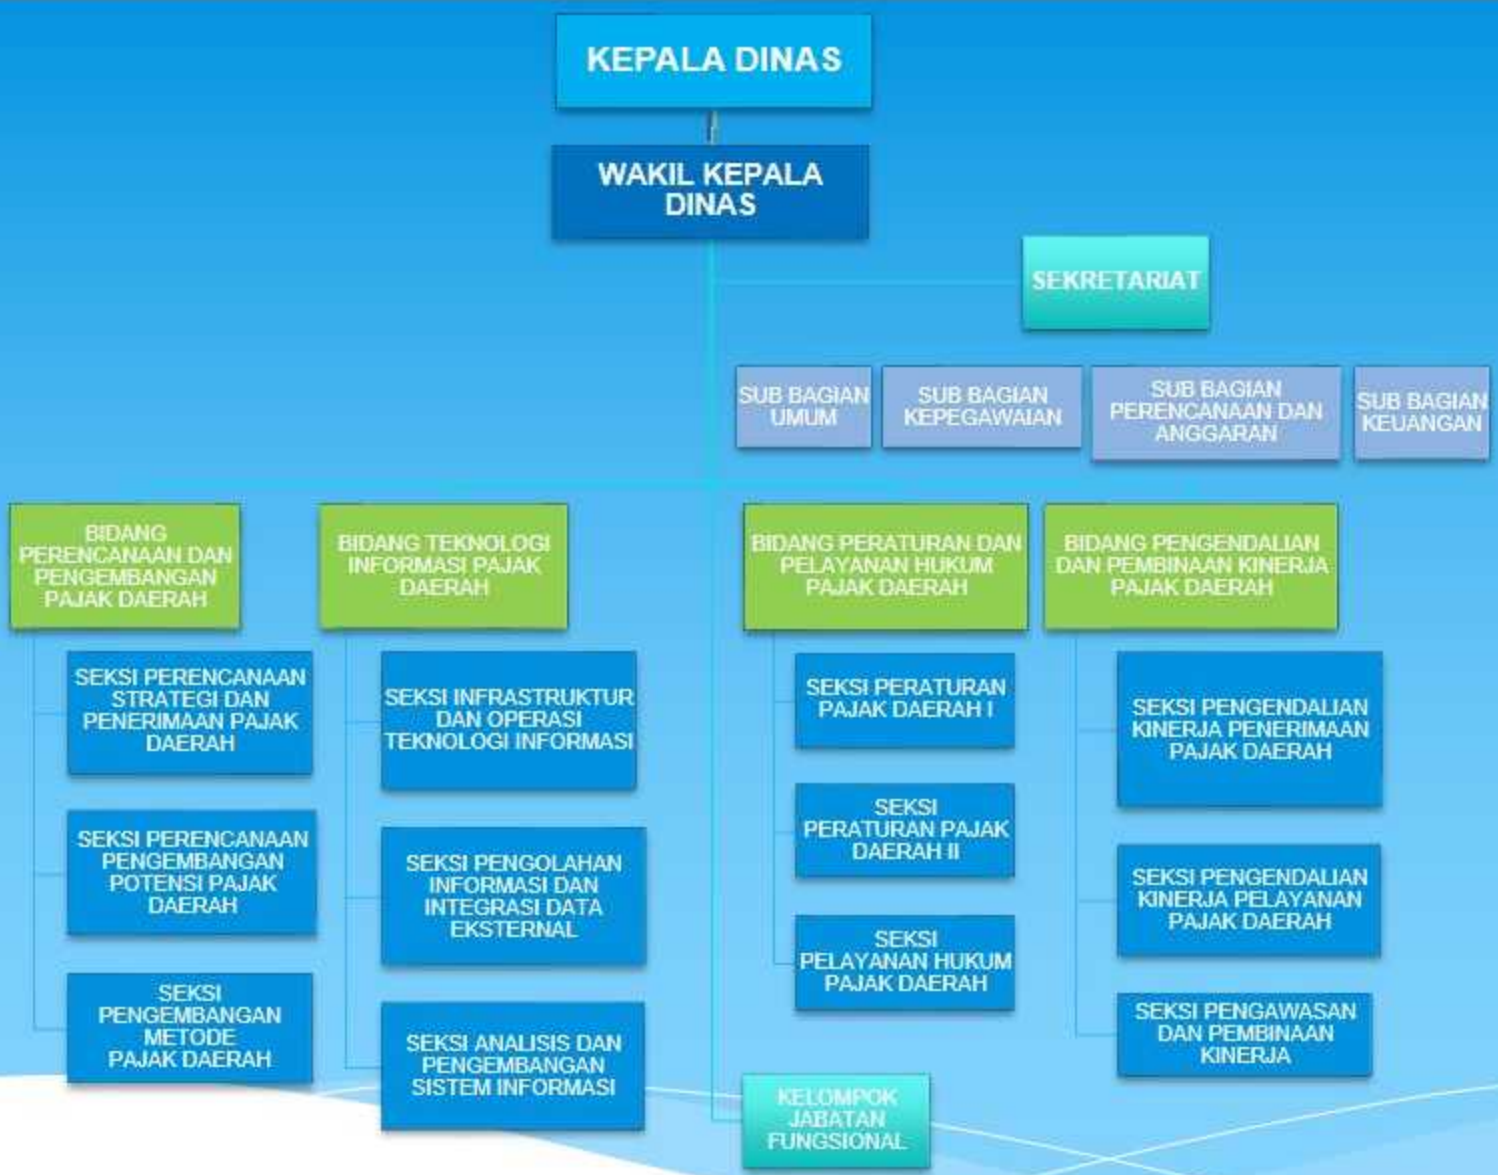 KEPALA DINAS
WAKIL KEPALA
DINAS
SEKRETARIAT
SUB BAGIAN
UMUM
SUB BAGIAN
KEPEGAWAIAN
SUB BAGIAN
PERENCANAAN DAN
ANGGARAN
SUB BAGIAN
KEUANGAN
BIDANG
PERENCANAAN DAN
PENGEMBANGAN
PAJAK DAERAH
SEKSI PERENCANAAN
STRATEGI DAN
PENERIMAAN PAJAK
DAERAH
SEKSI PERENCANAAN
PENGEMBANGAN
POTENSI PAJAK
DAERAH
SEKSI
PENGEMBANGAN
METODE
PAJAK DAERAH
BIDANG TEKNOLOGI
INFORMASI PAJAK
DAERAH
SEKSI INFRASTRUKTUR
DAN OPERASI
TEKNOLOGI INFORMASI
SEKSI PENGOLAHAN
INFORMASI DAN
INTEGRASI DATA
EKSTERNAL
SEKSI ANALISIS DAN
PENGEMBANGAN
SISTEM INFORMASI
BIDANG PERATURAN DAN
PELAYANAN HUKUM
PAJAK DAERAH
SEKSI PERATURAN
PAJAK DAERAH I
SEKSI
PERATURAN PAJAK
DAERAH II
SEKSI
PELAYANAN HUKUM
PAJAK DAERAH
BIDANG PENGENDALIAN
DAN PEMBINAAN KINERJA
PAJAK DAERAH
SEKSI PENGENDALIAN
KINERJA PENERIMAAN
PAJAK DAERAH
SEKSI PENGENDALIAN
KINERJA PELAYANAN
PAJAK DAERAH
SEKSI PENGAWASAN
DAN PEMBINAAN
KINERJA
KELOMPOK
JABATAN
FUNGSIONAL